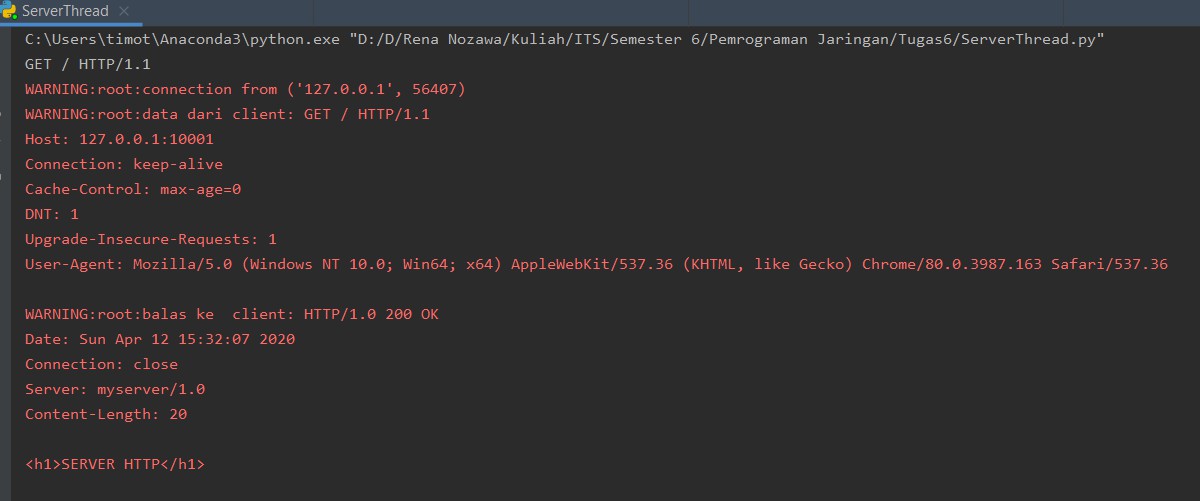 ServerThread
C:\Users\timot\Anaconda3\python.exe "D:/D/Rena Nozawa/Kuliah/ITS/Semester 6/Pemrograman Jaringan/Tugas6/ServerThread.py"
GET / HTTP/1.1
WARNING:root:connection from ('127.0.0.1', 56407)
WARNING:root:data dari client: GET / HTTP/1.1
Host: 127.0.0.1:10001
Connection: keep-alive
Cache-Control: max-age=0
DNT: 1
Upgrade-Insecure-Requests: 1
User-Agent: Mozilla/5.0 (Windows NT 10.0; Win64; x64) AppleWebKit/537.36 (KHTML, like Gecko) Chrome/80.0.3987.163 Safari/537.36
WARNING:root:balas ke  client: HTTP/1.0 200 OK
Date: Sun Apr 12 15:32:07 2020
Connection: close
Server: myserver/1.0
Content-Length: 20
<h1>SERVER HTTP</h1>